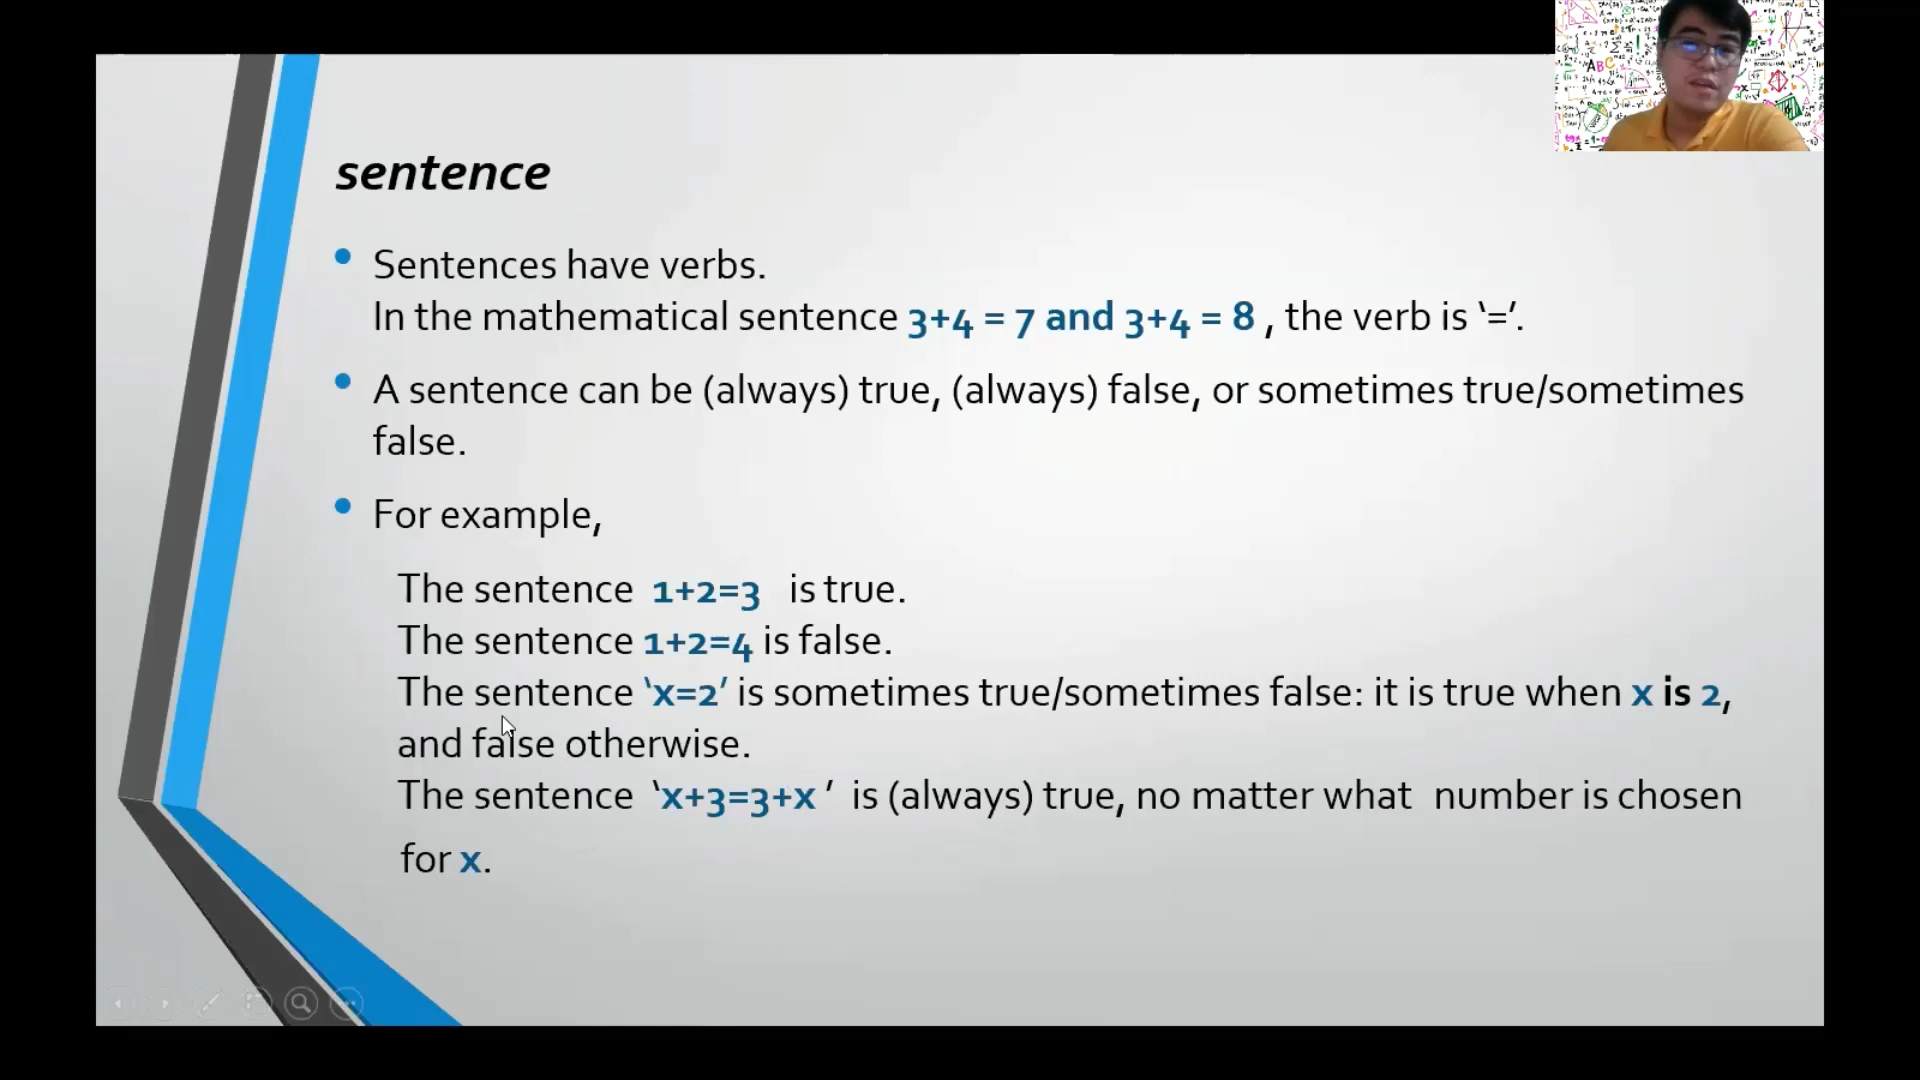 sentence
Sentences have verbs.
In the mathematical sentence 3+4 = 7 and 3+4 = 8 , the verb is ‘=’.
A sentence can be (always) true, (always) false, or sometimes true/sometimes
false.
For example,
The sentence 1+2=3 is true.
The sentence 1+2=4 is false.
The sentence ‘x=2’ is sometimes true/sometimes false: it is true when x is 2,
and false otherwise.
The sentence ‘x+3=3+x ’ is (always) true, no matter what number is chosen
for x.
ABC